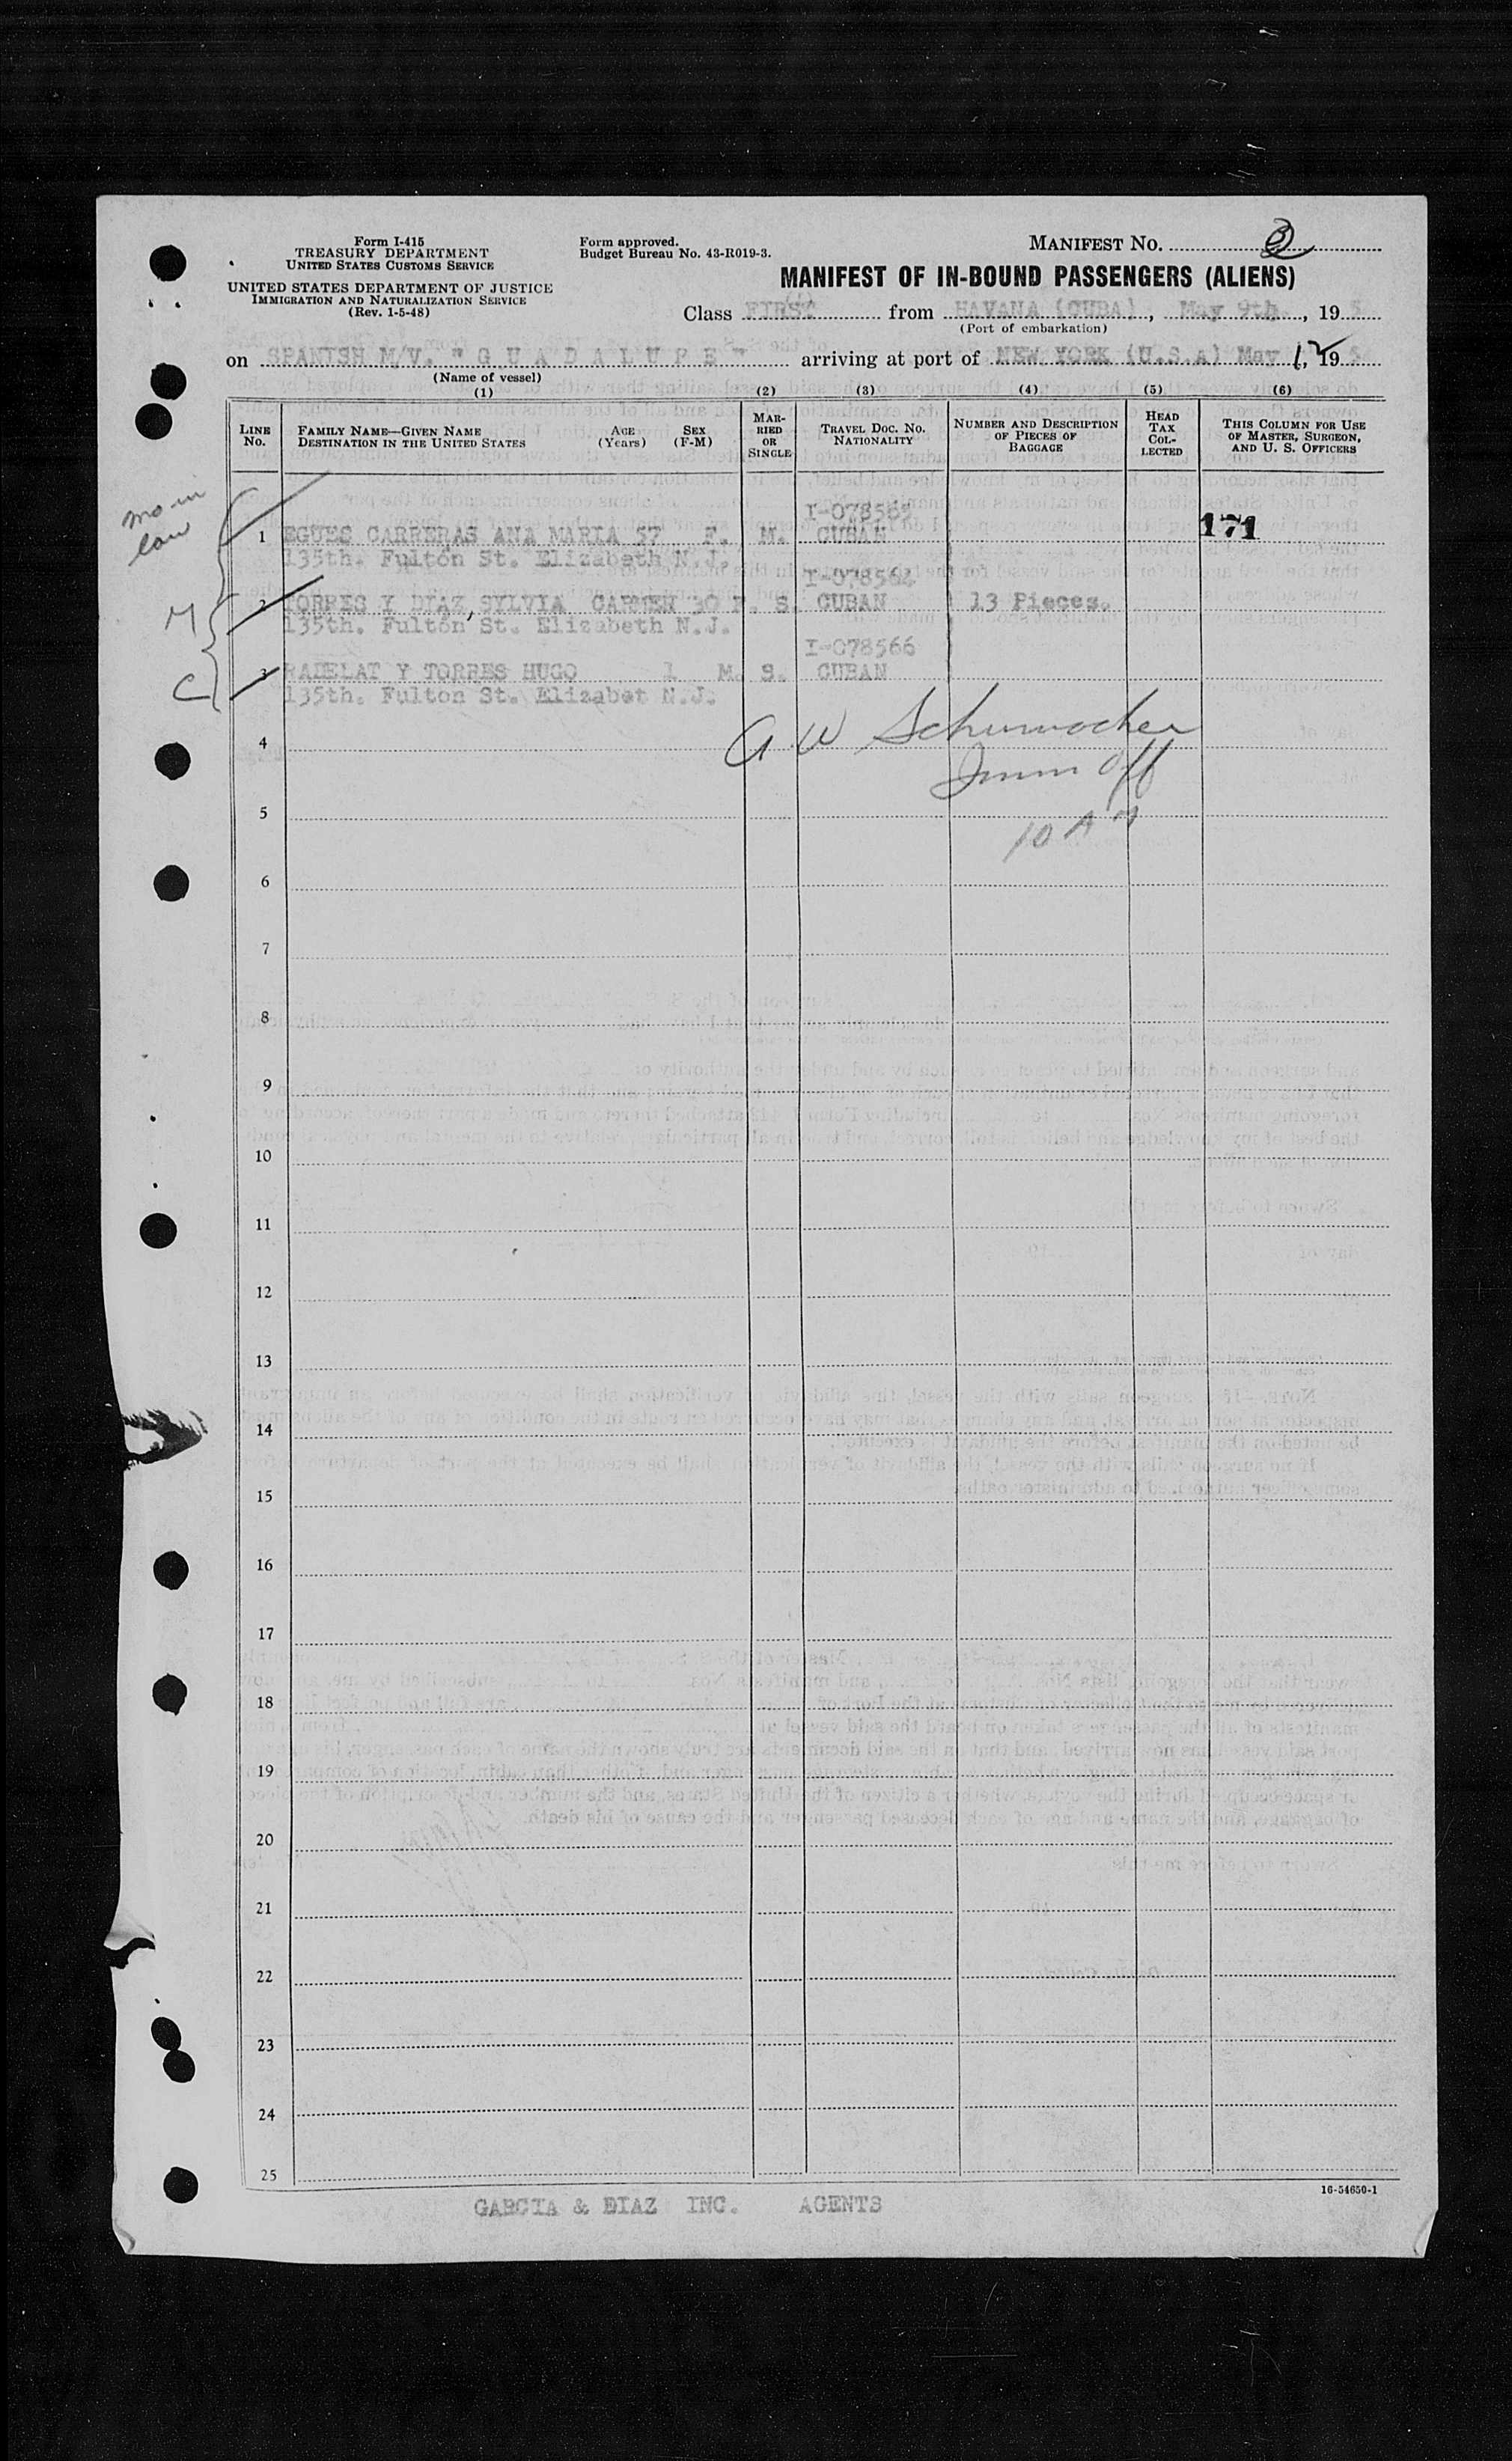 Form I-415
TREASURY DEPARTMENT
UNITED STATES CUSTOMS SERVICE
UNITED STATES DEPARTMENT OF JUSTICE
IMMIGRATION AND NATURALIZATION SERVICE
(Rev. 1-5-48)
Form approved.
Budget Bureau No. 43-R019-3.
MANIFEST NO.
MANIFEST OF IN-BOUND PASSENGERS (ALIENS)
Class FIRST from HAVANA (CUBA), May 9th., 195
(Port of embarkation)
on SPANISH M/V. "GUADALUPE" arriving at port of NEW YORK (U.S.A) May 12, 195
(Name of vessel)
(1) (2) (3) (4) (5) (6)
LINE No. FAMILY NAME—GIVEN NAME DESTINATION IN THE UNITED STATES AGE (Years) SEX (F-M) MARRIED OR SINGLE TRAVEL DOC. NO. NATIONALITY NUMBER AND DESCRIPTION OF PIECES OF BAGGAGE HEAD TAX COLLECTED THIS COLUMN FOR USE OF MASTER, SURGEON, AND U. S. OFFICERS
mo in law
1 EGUES CARRERAS ANA MARIA 57 F. M. CUBAN 171
135th. Fulton St. Elizabeth N.J.
I-078564
M
2 TORRES Y DIAZ, SYLVIA CARMEN 30 F. S. CUBAN 13 Pieces.
135th. Fulton St. Elizabeth N.J.
I-078566
C
3 RADELAT Y TORRES HUGO 1 M. S. CUBAN
135th. Fulton St. Elizabet N.J.
A W Schumacher
4
Imm Off
5
10 AM
6
7
8
9
10
11
12
13
14
15
16
17
18
19
20
21
22
23
24
25
16-54650-1
GARCIA & DIAZ INC. AGENTS